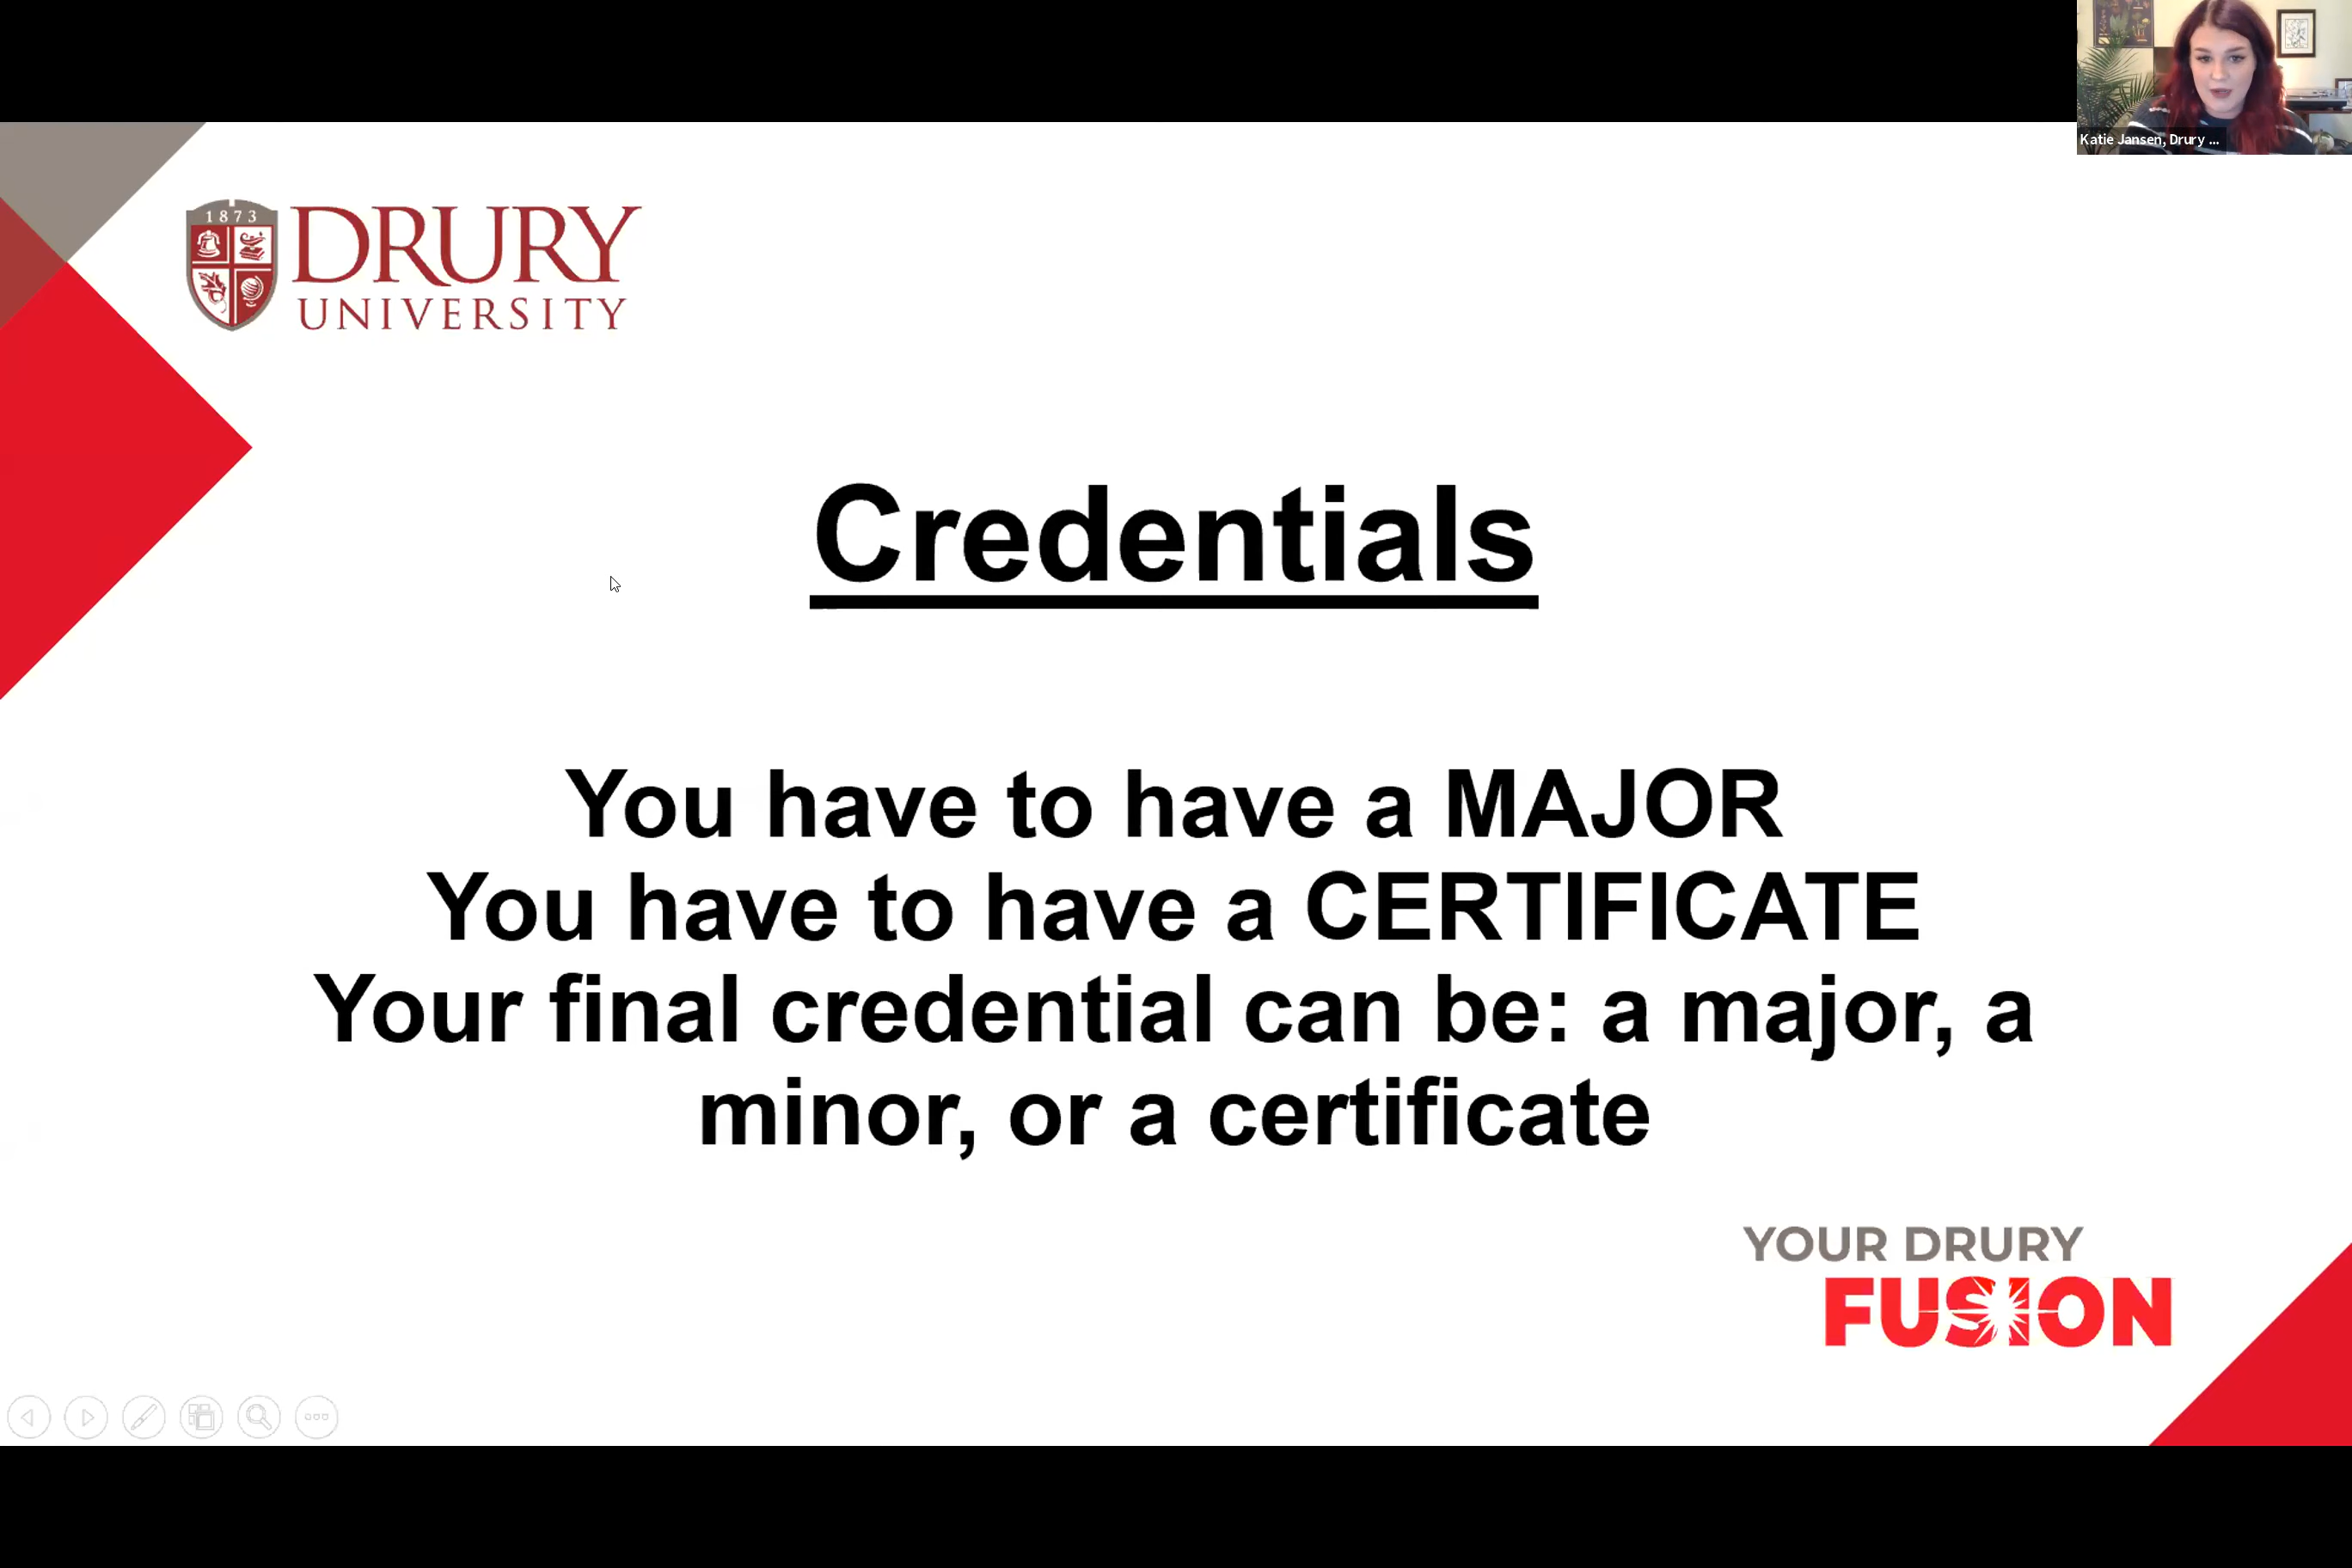 Katie Jansen, Drury ...
1873
DRURY
UNIVERSITY
Credentials
You have to have a MAJOR
You have to have a CERTIFICATE
Your final credential can be: a major, a
minor, or a certificate
YOUR DRURY
FUSION